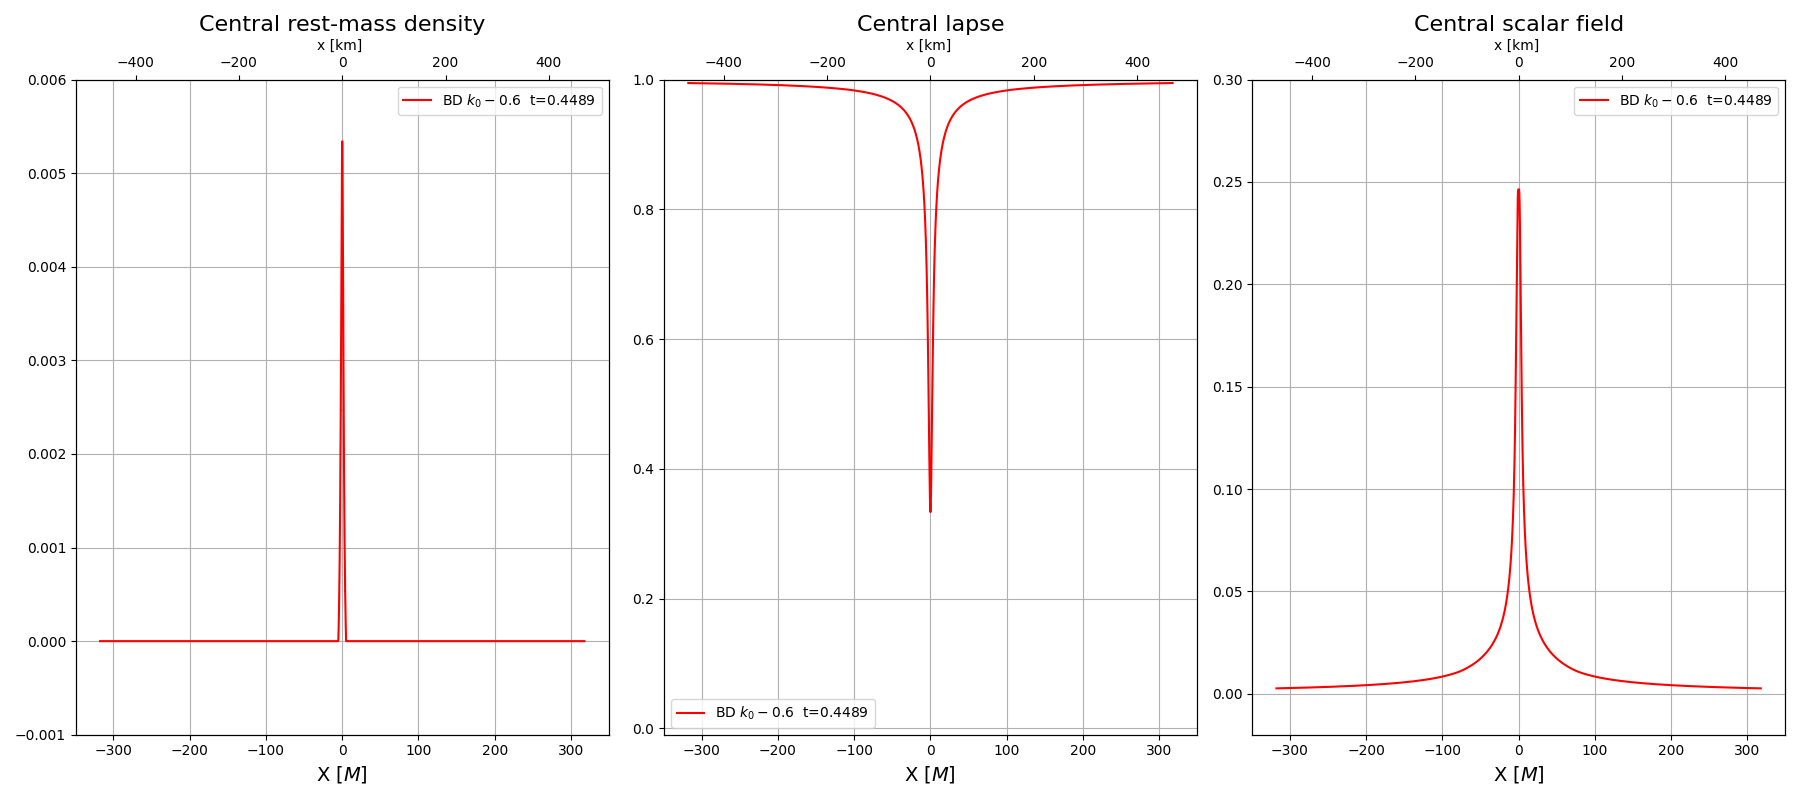 Central rest-mass density
x [km]
−400 −200 0 200 400
0.006
0.005
0.004
0.003
0.002
0.001
0.000
−0.001
BD k₀ − 0.6 t=0.4489
−300 −200 −100 0 100 200 300
X [M]
Central lapse
x [km]
−400 −200 0 200 400
1.0
0.8
0.6
0.4
0.2
0.0
BD k₀ − 0.6 t=0.4489
−300 −200 −100 0 100 200 300
X [M]
Central scalar field
x [km]
−400 −200 0 200 400
0.30
0.25
0.20
0.15
0.10
0.05
0.00
BD k₀ − 0.6 t=0.4489
−300 −200 −100 0 100 200 300
X [M]